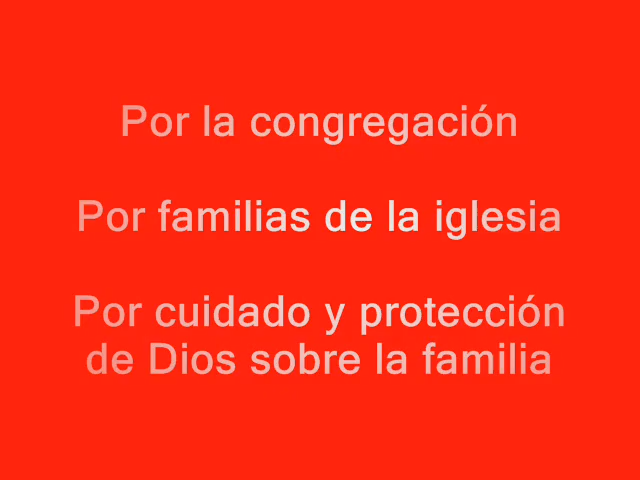 Por la congregación
Por familias de la iglesia
Por cuidado y protección
de Dios sobre la familia